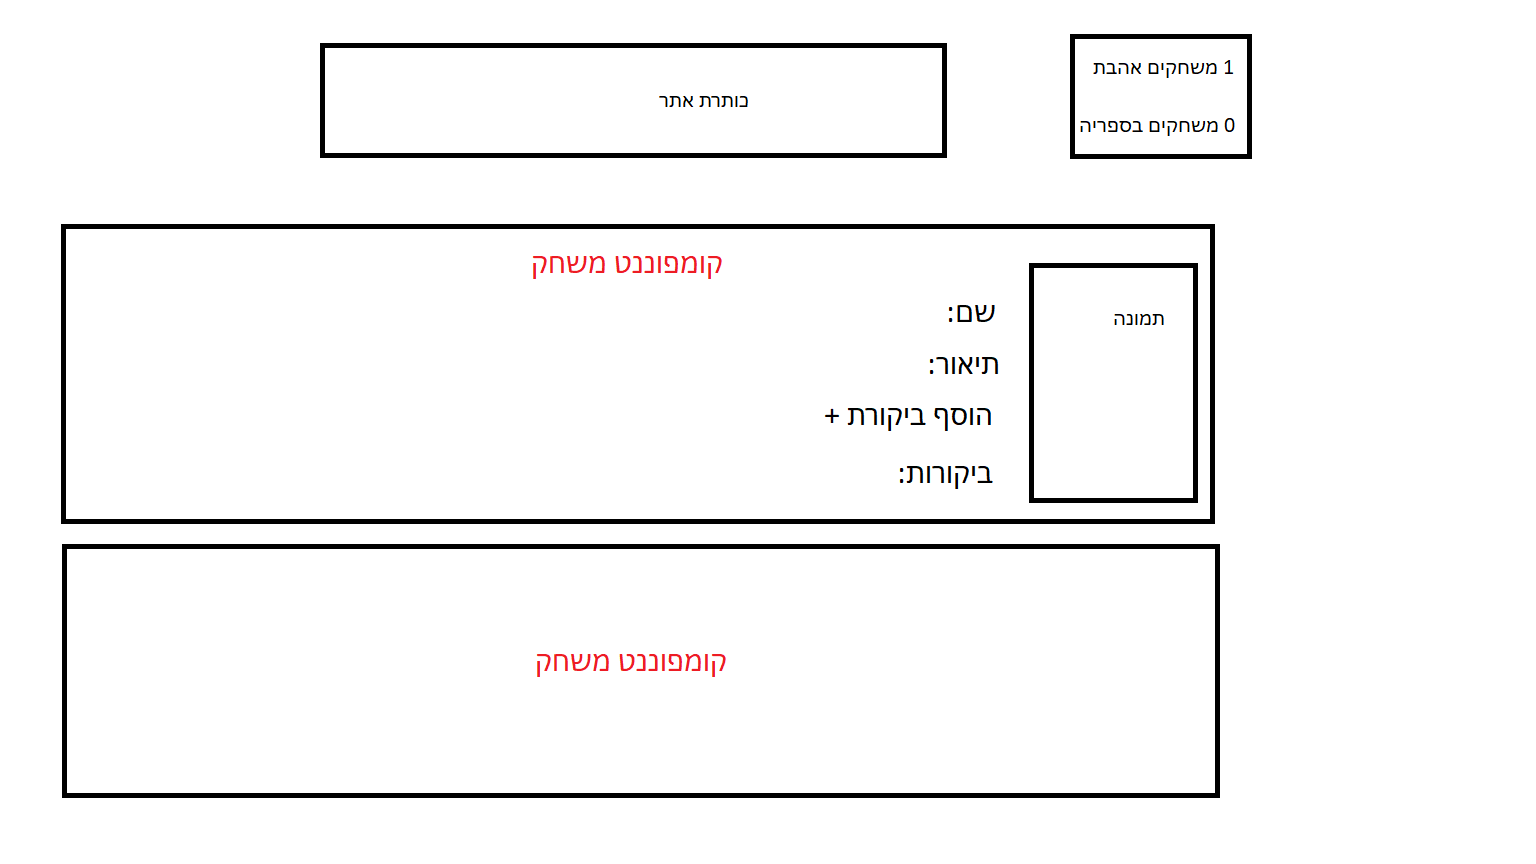 1 משחקים אהבת
0 משחקים בספריה
כותרת אתר
קומפוננט משחק
תמונה
שם:
תיאור:
הוסף ביקורת +
ביקורות:
קומפוננט משחק